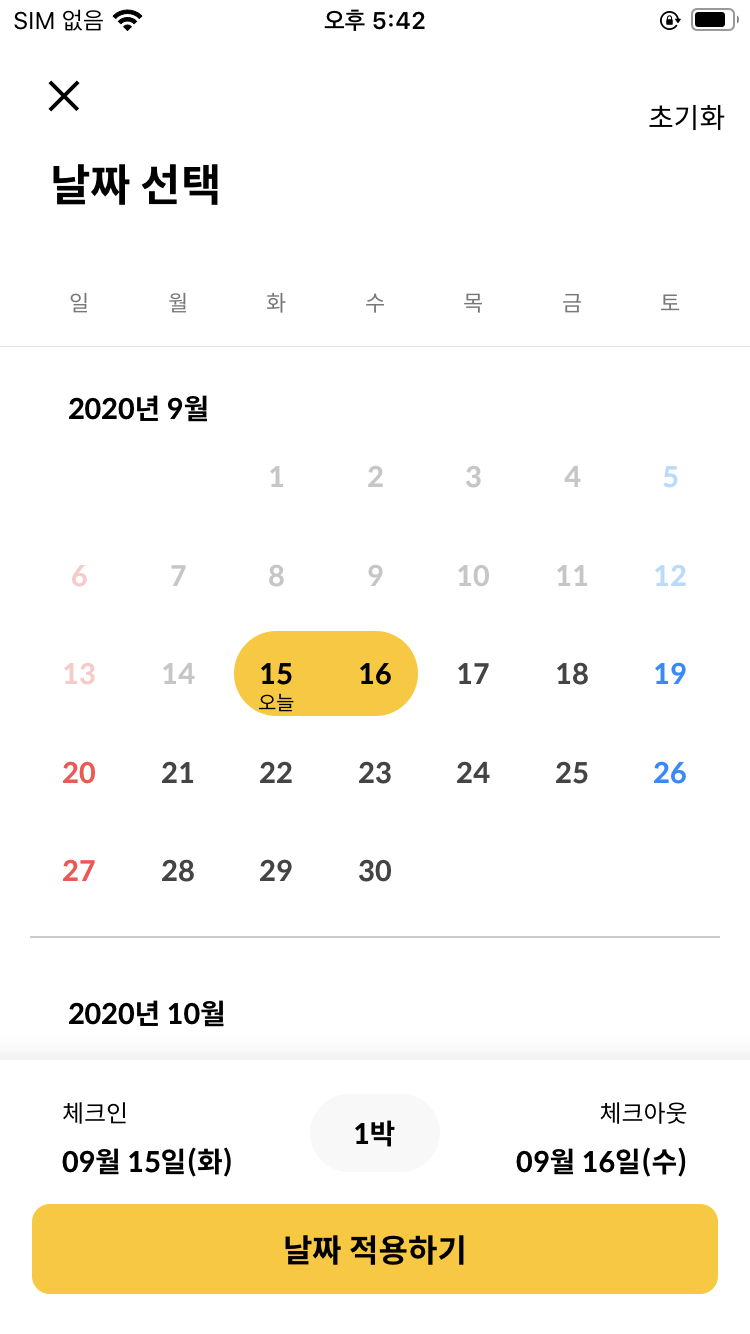 SIM 없음 오후 5:42
초기화
날짜 선택
일 월 화 수 목 금 토
2020년 9월
1 2 3 4 5
6 7 8 9 10 11 12
13 14 15 16 17 18 19
오늘
20 21 22 23 24 25 26
27 28 29 30
2020년 10월
체크인 체크아웃
1박
09월 15일(화) 09월 16일(수)
날짜 적용하기